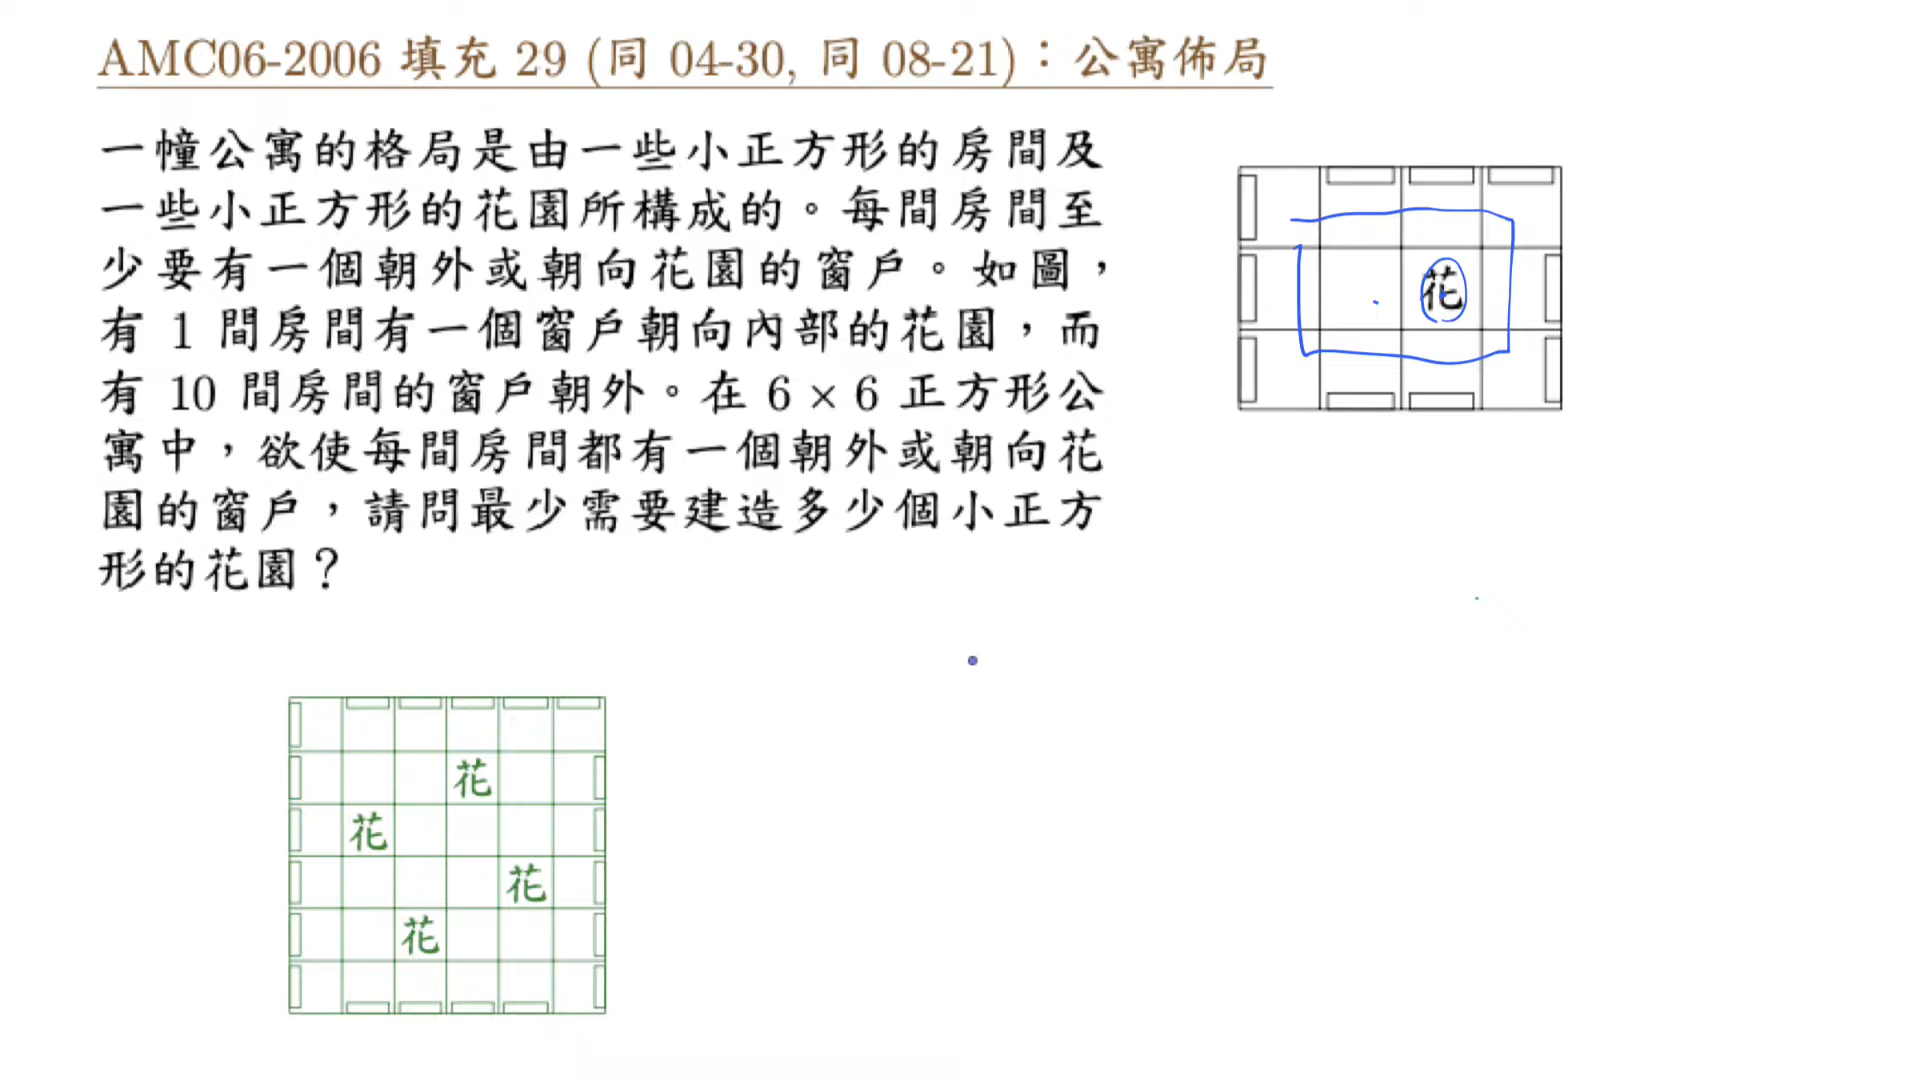 AMC06-2006 填充 29 (同 04-30, 同 08-21)：公寓佈局
一幢公寓的格局是由一些小正方形的房間及
一些小正方形的花園所構成的。每間房間至
少要有一個朝外或朝向花園的窗戶。如圖，
有 1 間房間有一個窗戶朝向內部的花園，而
有 10 間房間的窗戶朝外。在 6 × 6 正方形公
寓中，欲使每間房間都有一個朝外或朝向花
園的窗戶，請問最少需要建造多少個小正方
形的花園？
花
花
花
花
花